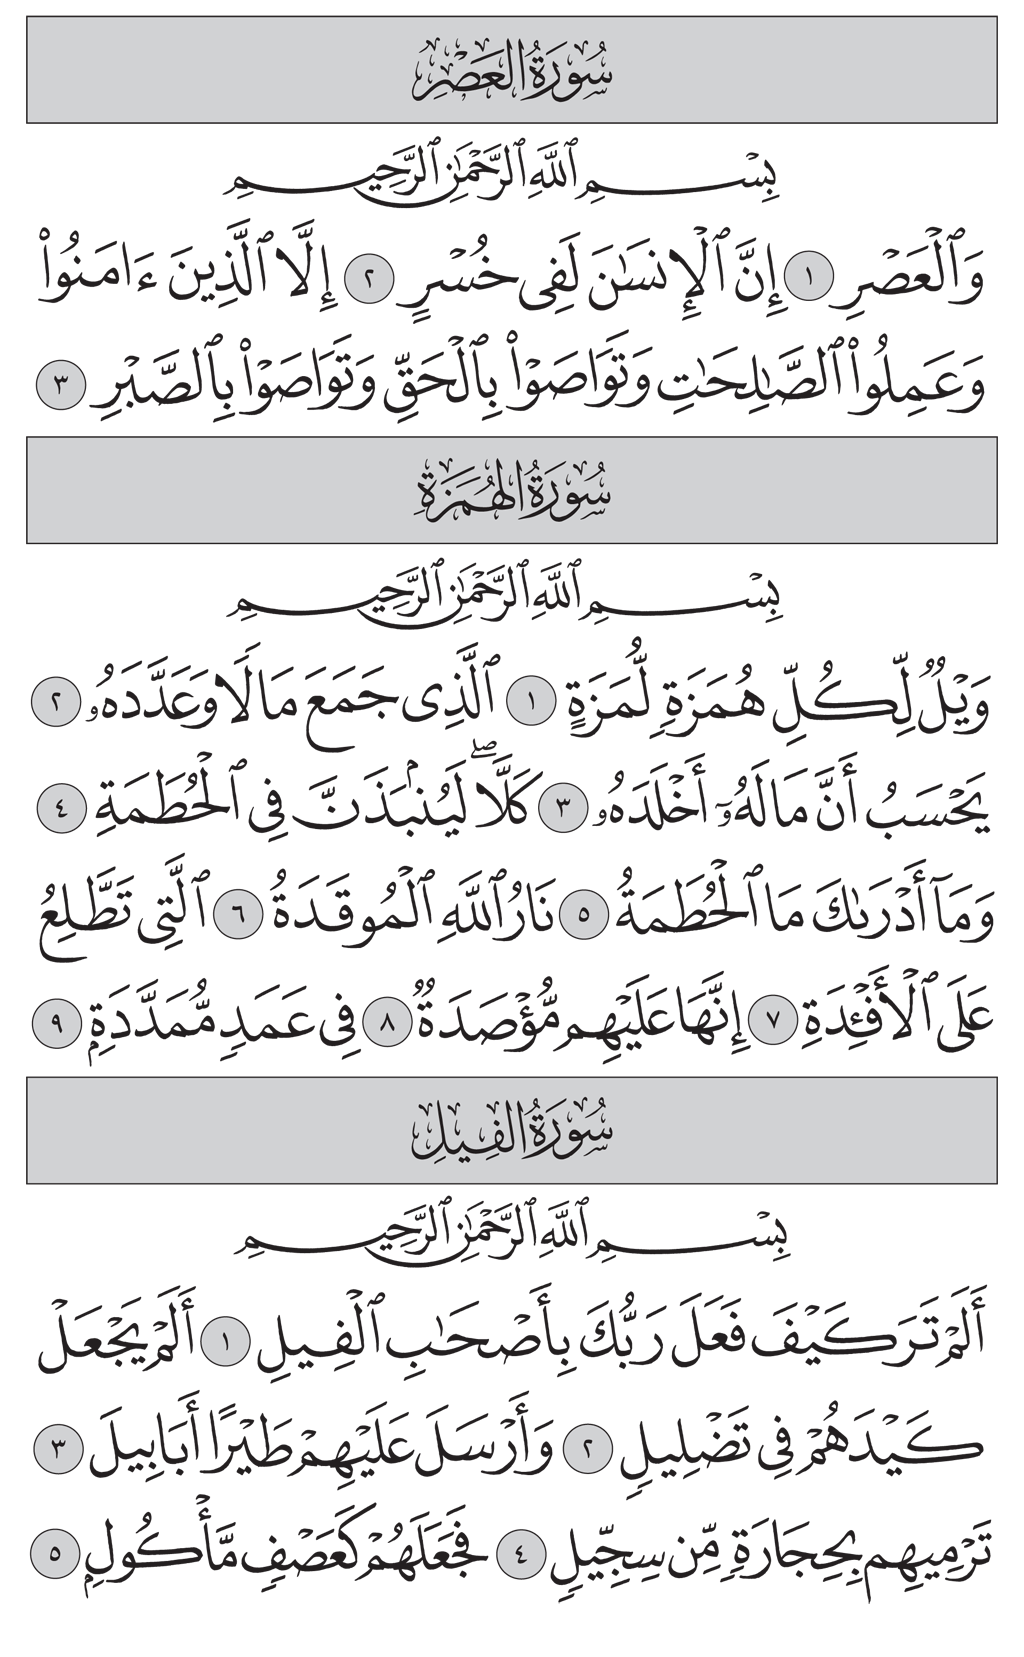 سُورَةُ العَصْرِ
بِسْمِ ٱللَّهِ ٱلرَّحْمَٰنِ ٱلرَّحِيمِ
وَٱلْعَصْرِ ١ إِنَّ ٱلْإِنسَٰنَ لَفِى خُسْرٍ ٢ إِلَّا ٱلَّذِينَ ءَامَنُوا۟
وَعَمِلُوا۟ ٱلصَّٰلِحَٰتِ وَتَوَاصَوْا۟ بِٱلْحَقِّ وَتَوَاصَوْا۟ بِٱلصَّبْرِ ٣
سُورَةُ الهُمَزَةِ
بِسْمِ ٱللَّهِ ٱلرَّحْمَٰنِ ٱلرَّحِيمِ
وَيْلٌ لِّكُلِّ هُمَزَةٍ لُّمَزَةٍ ١ ٱلَّذِى جَمَعَ مَالًا وَعَدَّدَهُۥ ٢
يَحْسَبُ أَنَّ مَالَهُۥٓ أَخْلَدَهُۥ ٣ كَلَّا ۖ لَيُنۢبَذَنَّ فِى ٱلْحُطَمَةِ ٤
وَمَآ أَدْرَىٰكَ مَا ٱلْحُطَمَةُ ٥ نَارُ ٱللَّهِ ٱلْمُوقَدَةُ ٦ ٱلَّتِى تَطَّلِعُ
عَلَى ٱلْأَفْـِٔدَةِ ٧ إِنَّهَا عَلَيْهِم مُّؤْصَدَةٌ ٨ فِى عَمَدٍ مُّمَدَّدَةٍۭ ٩
سُورَةُ الفِيلِ
بِسْمِ ٱللَّهِ ٱلرَّحْمَٰنِ ٱلرَّحِيمِ
أَلَمْ تَرَ كَيْفَ فَعَلَ رَبُّكَ بِأَصْحَٰبِ ٱلْفِيلِ ١ أَلَمْ يَجْعَلْ
كَيْدَهُمْ فِى تَضْلِيلٍ ٢ وَأَرْسَلَ عَلَيْهِمْ طَيْرًا أَبَابِيلَ ٣
تَرْمِيهِم بِحِجَارَةٍ مِّن سِجِّيلٍ ٤ فَجَعَلَهُمْ كَعَصْفٍ مَّأْكُولٍۭ ٥